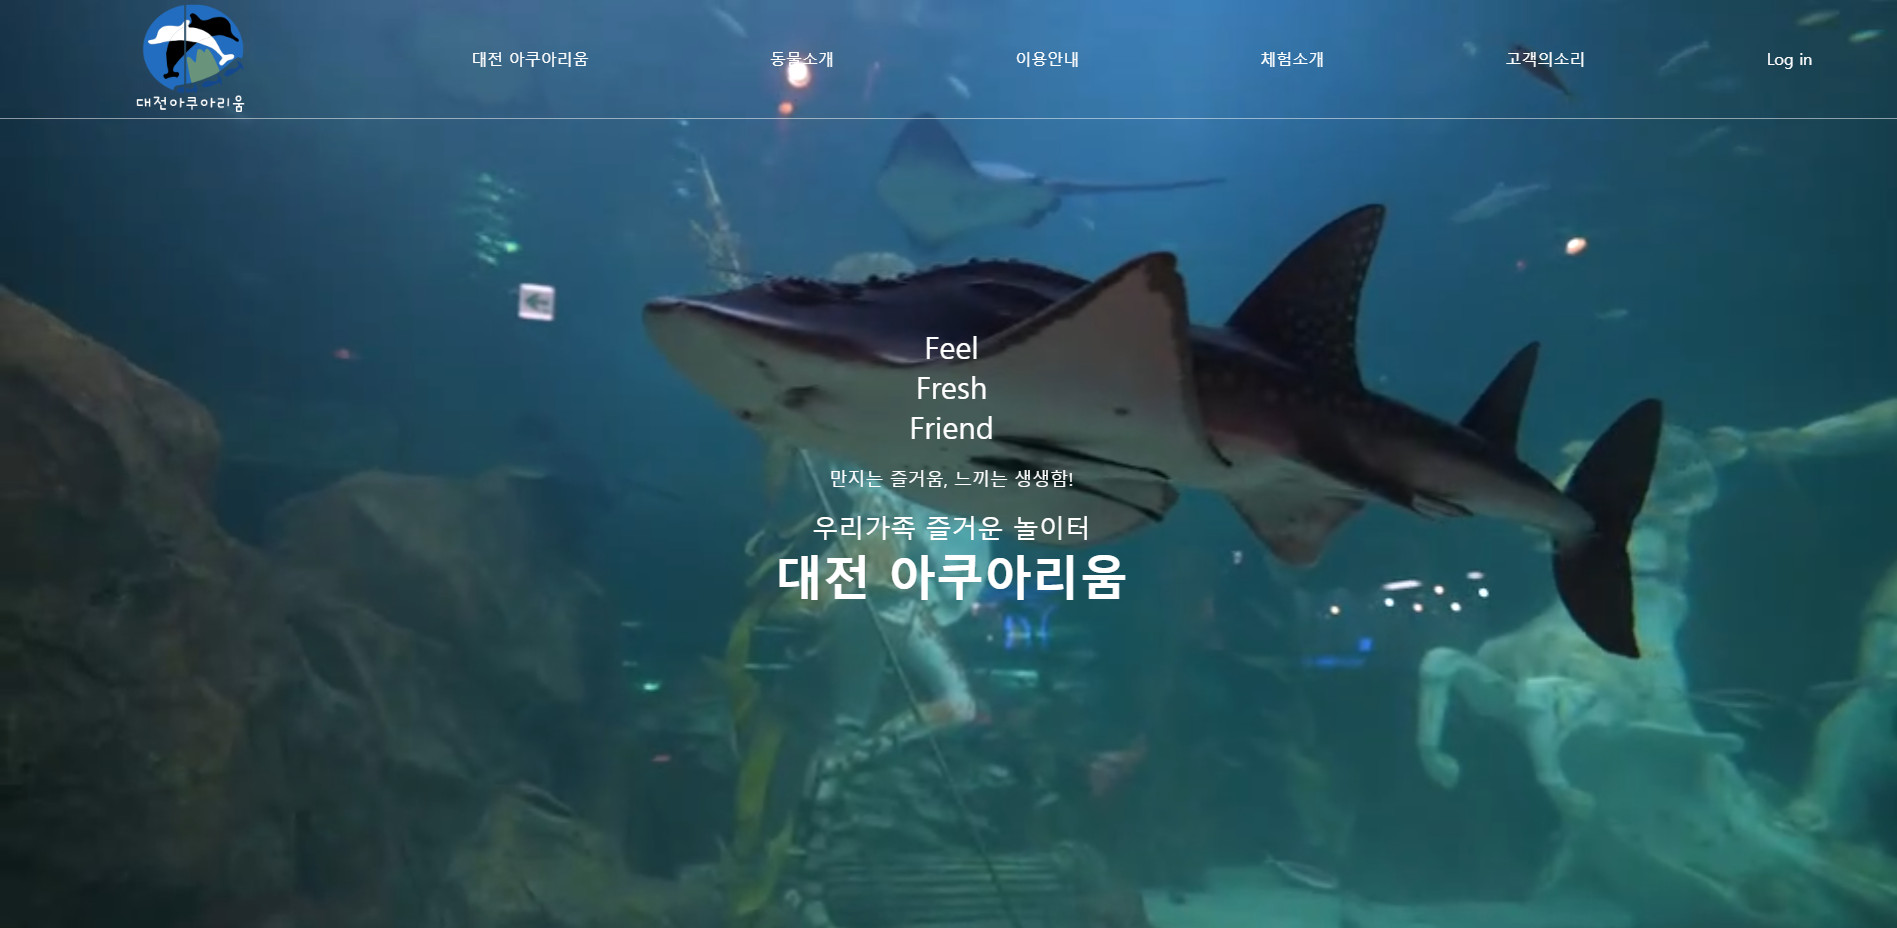 대전아쿠아리움
대전 아쿠아리움
동물소개
이용안내
체험소개
고객의소리
Log in
Feel
Fresh
Friend
만지는 즐거움, 느끼는 생생함!
우리가족 즐거운 놀이터
대전 아쿠아리움